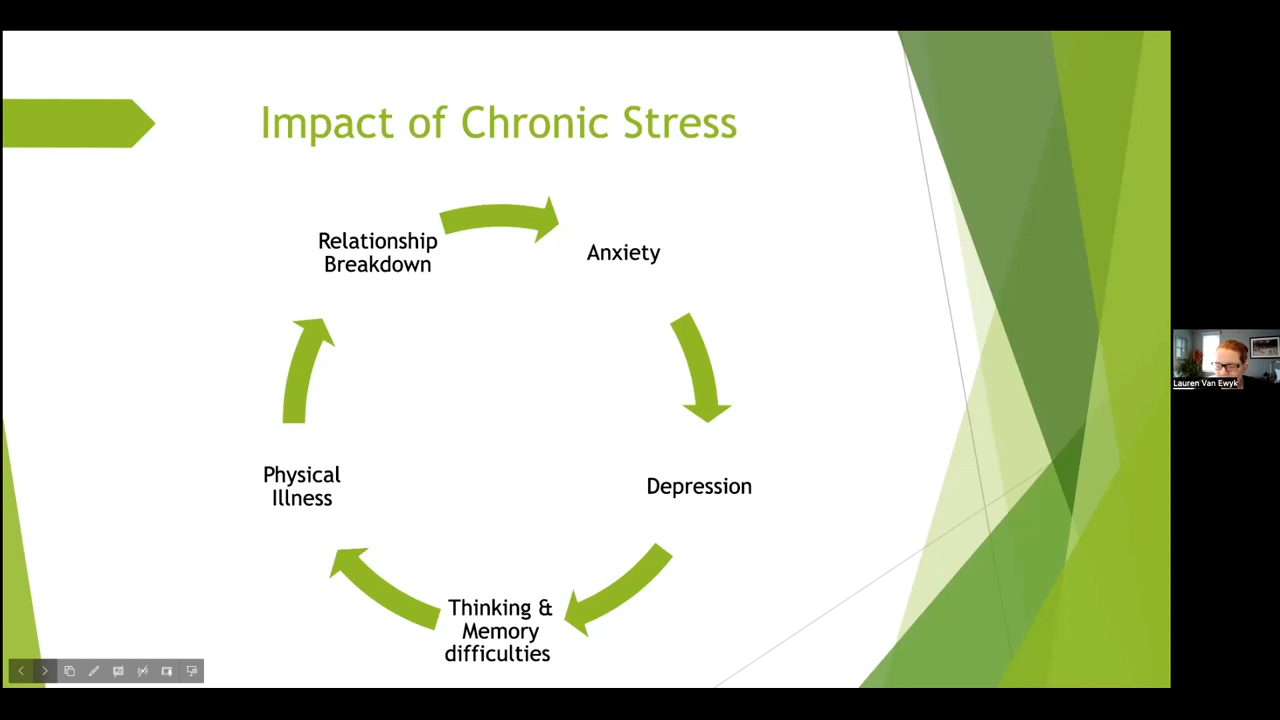 Impact of Chronic Stress
Relationship
Breakdown
Anxiety
Depression
Thinking &
Memory
difficulties
Physical
Illness
Lauren Van Ewyk